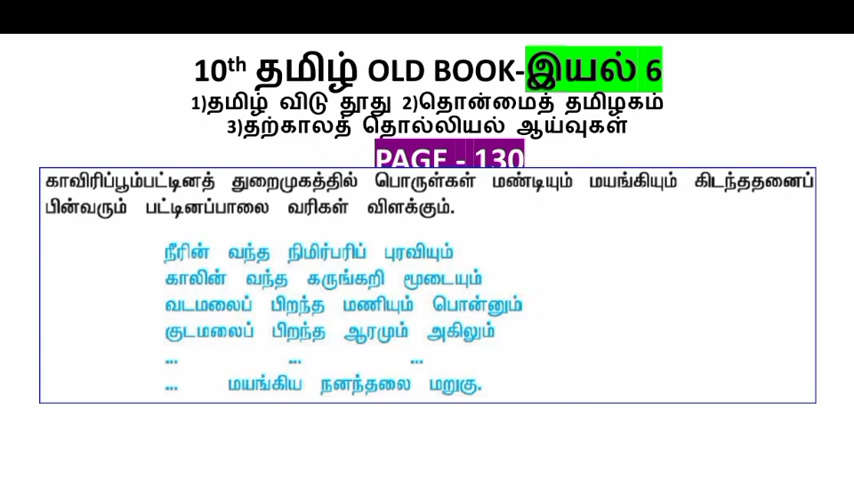 10th தமிழ் OLD BOOK-இயல் 6
1)தமிழ் விடு தூது 2)தொன்மைத் தமிழகம்
3)தற்காலத் தொல்லியல் ஆய்வுகள்
PAGE - 130
காவிரிப்பூம்பட்டினத் துறைமுகத்தில் பொருள்கள் மண்டியும் மயங்கியும் கிடந்ததனைப்
பின்வரும் பட்டினப்பாலை வரிகள் விளக்கும்.
நீரின் வந்த நிமிர்பரிப் புரவியும்
காலின் வந்த கருங்கறி மூடையும்
வடமலைப் பிறந்த மணியும் பொன்னும்
குடமலைப் பிறந்த ஆரமும் அகிலும்
... ... ...
... மயங்கிய நனந்தலை மறுகு.